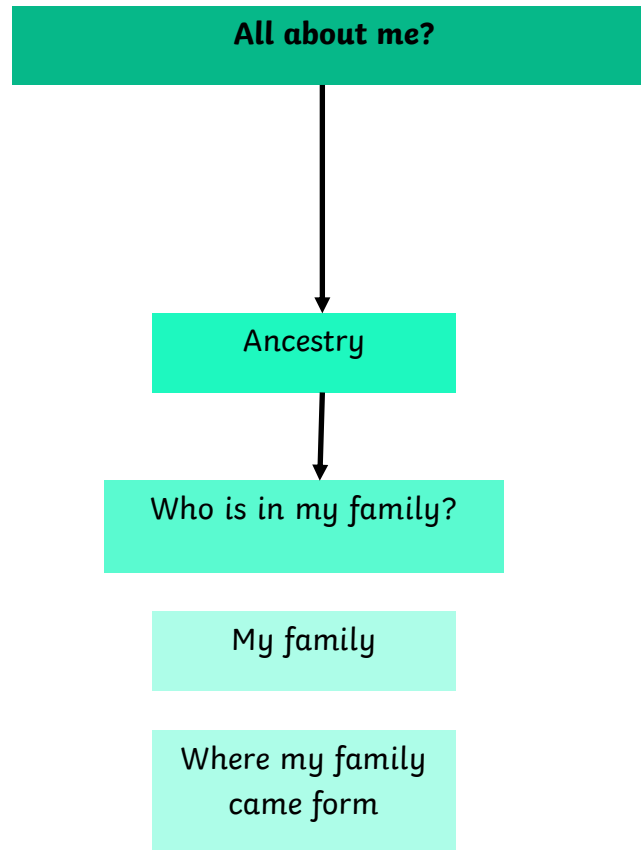 All about me?
Ancestry
Who is in my family?
My family
Where my family
came form